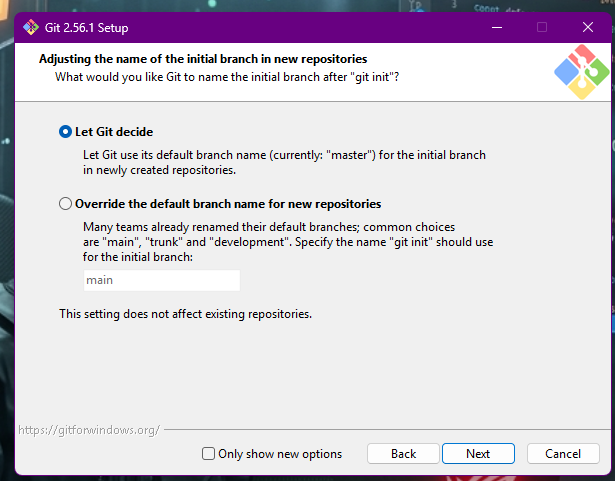 Git 2.56.1 Setup
Adjusting the name of the initial branch in new repositories
What would you like Git to name the initial branch after "git init"?
Let Git decide
Let Git use its default branch name (currently: "master") for the initial branch
in newly created repositories.
Override the default branch name for new repositories
Many teams already renamed their default branches; common choices
are "main", "trunk" and "development". Specify the name "git init" should use
for the initial branch:
main
This setting does not affect existing repositories.
https://gitforwindows.org/
Only show new options
Back
Next
Cancel